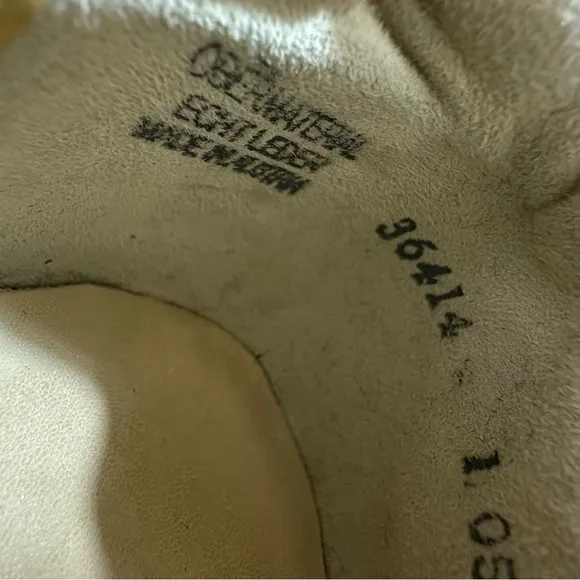 OBERMATERIAL
ECHT LEDER
MADE IN AUSTRIA
36414
1 05